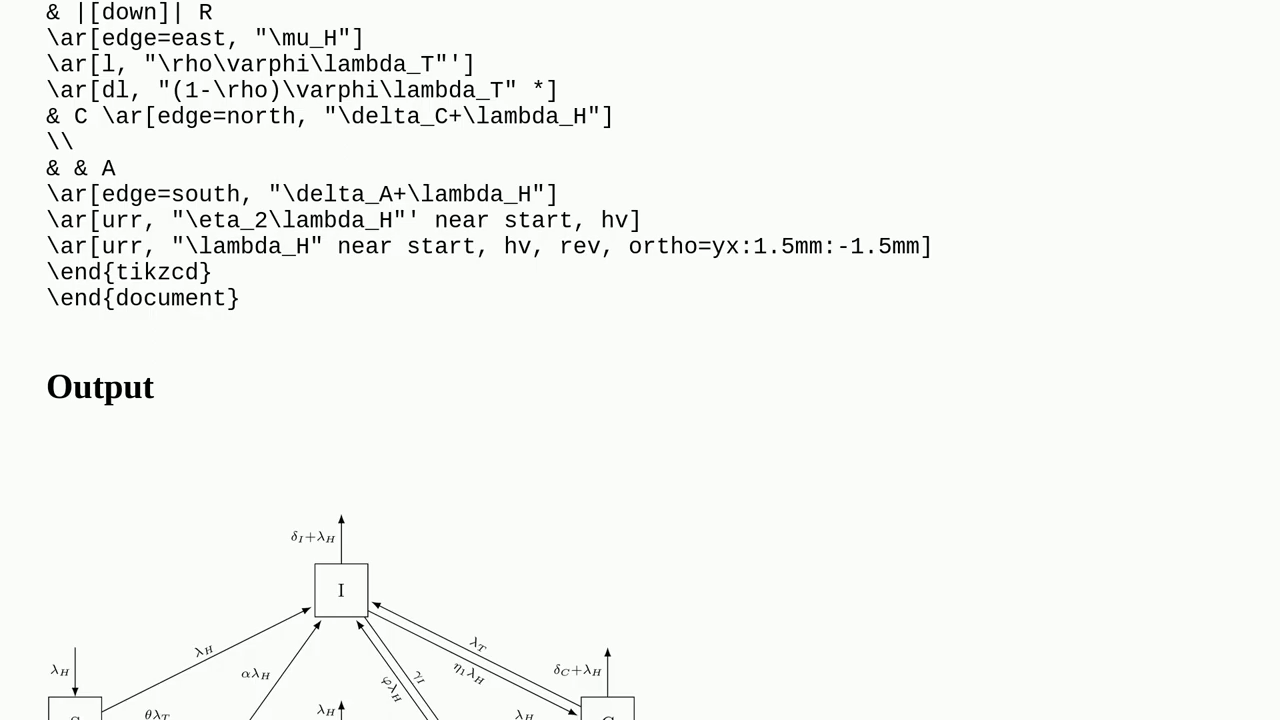 & |[down]| R
\ar[edge=east, "\mu_H"]
\ar[l, "\rho\varphi\lambda_T"']
\ar[dl, "(1-\rho)\varphi\lambda_T" *]
& C \ar[edge=north, "\delta_C+\lambda_H"]
\\
& & A
\ar[edge=south, "\delta_A+\lambda_H"]
\ar[urr, "\eta_2\lambda_H"' near start, hv]
\ar[urr, "\lambda_H" near start, hv, rev, ortho=yx:1.5mm:-1.5mm]
\end{tikzcd}
\end{document}
Output
δ_I+λ_H
I
λ_H
λ_T
λ_H
αλ_H
γ_I
φλ_H
η_1λ_H
δ_C+λ_H
θλ_T
λ_H
λ_H